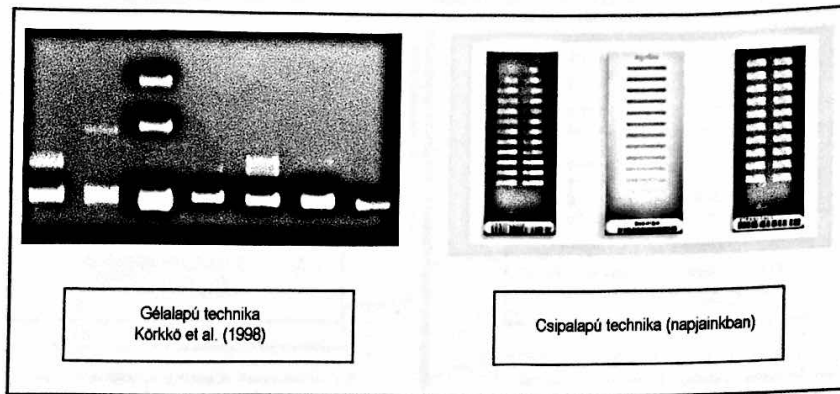 Gélalapú technika
Körkkö et al. (1998)
Csipalapú technika (napjainkban)